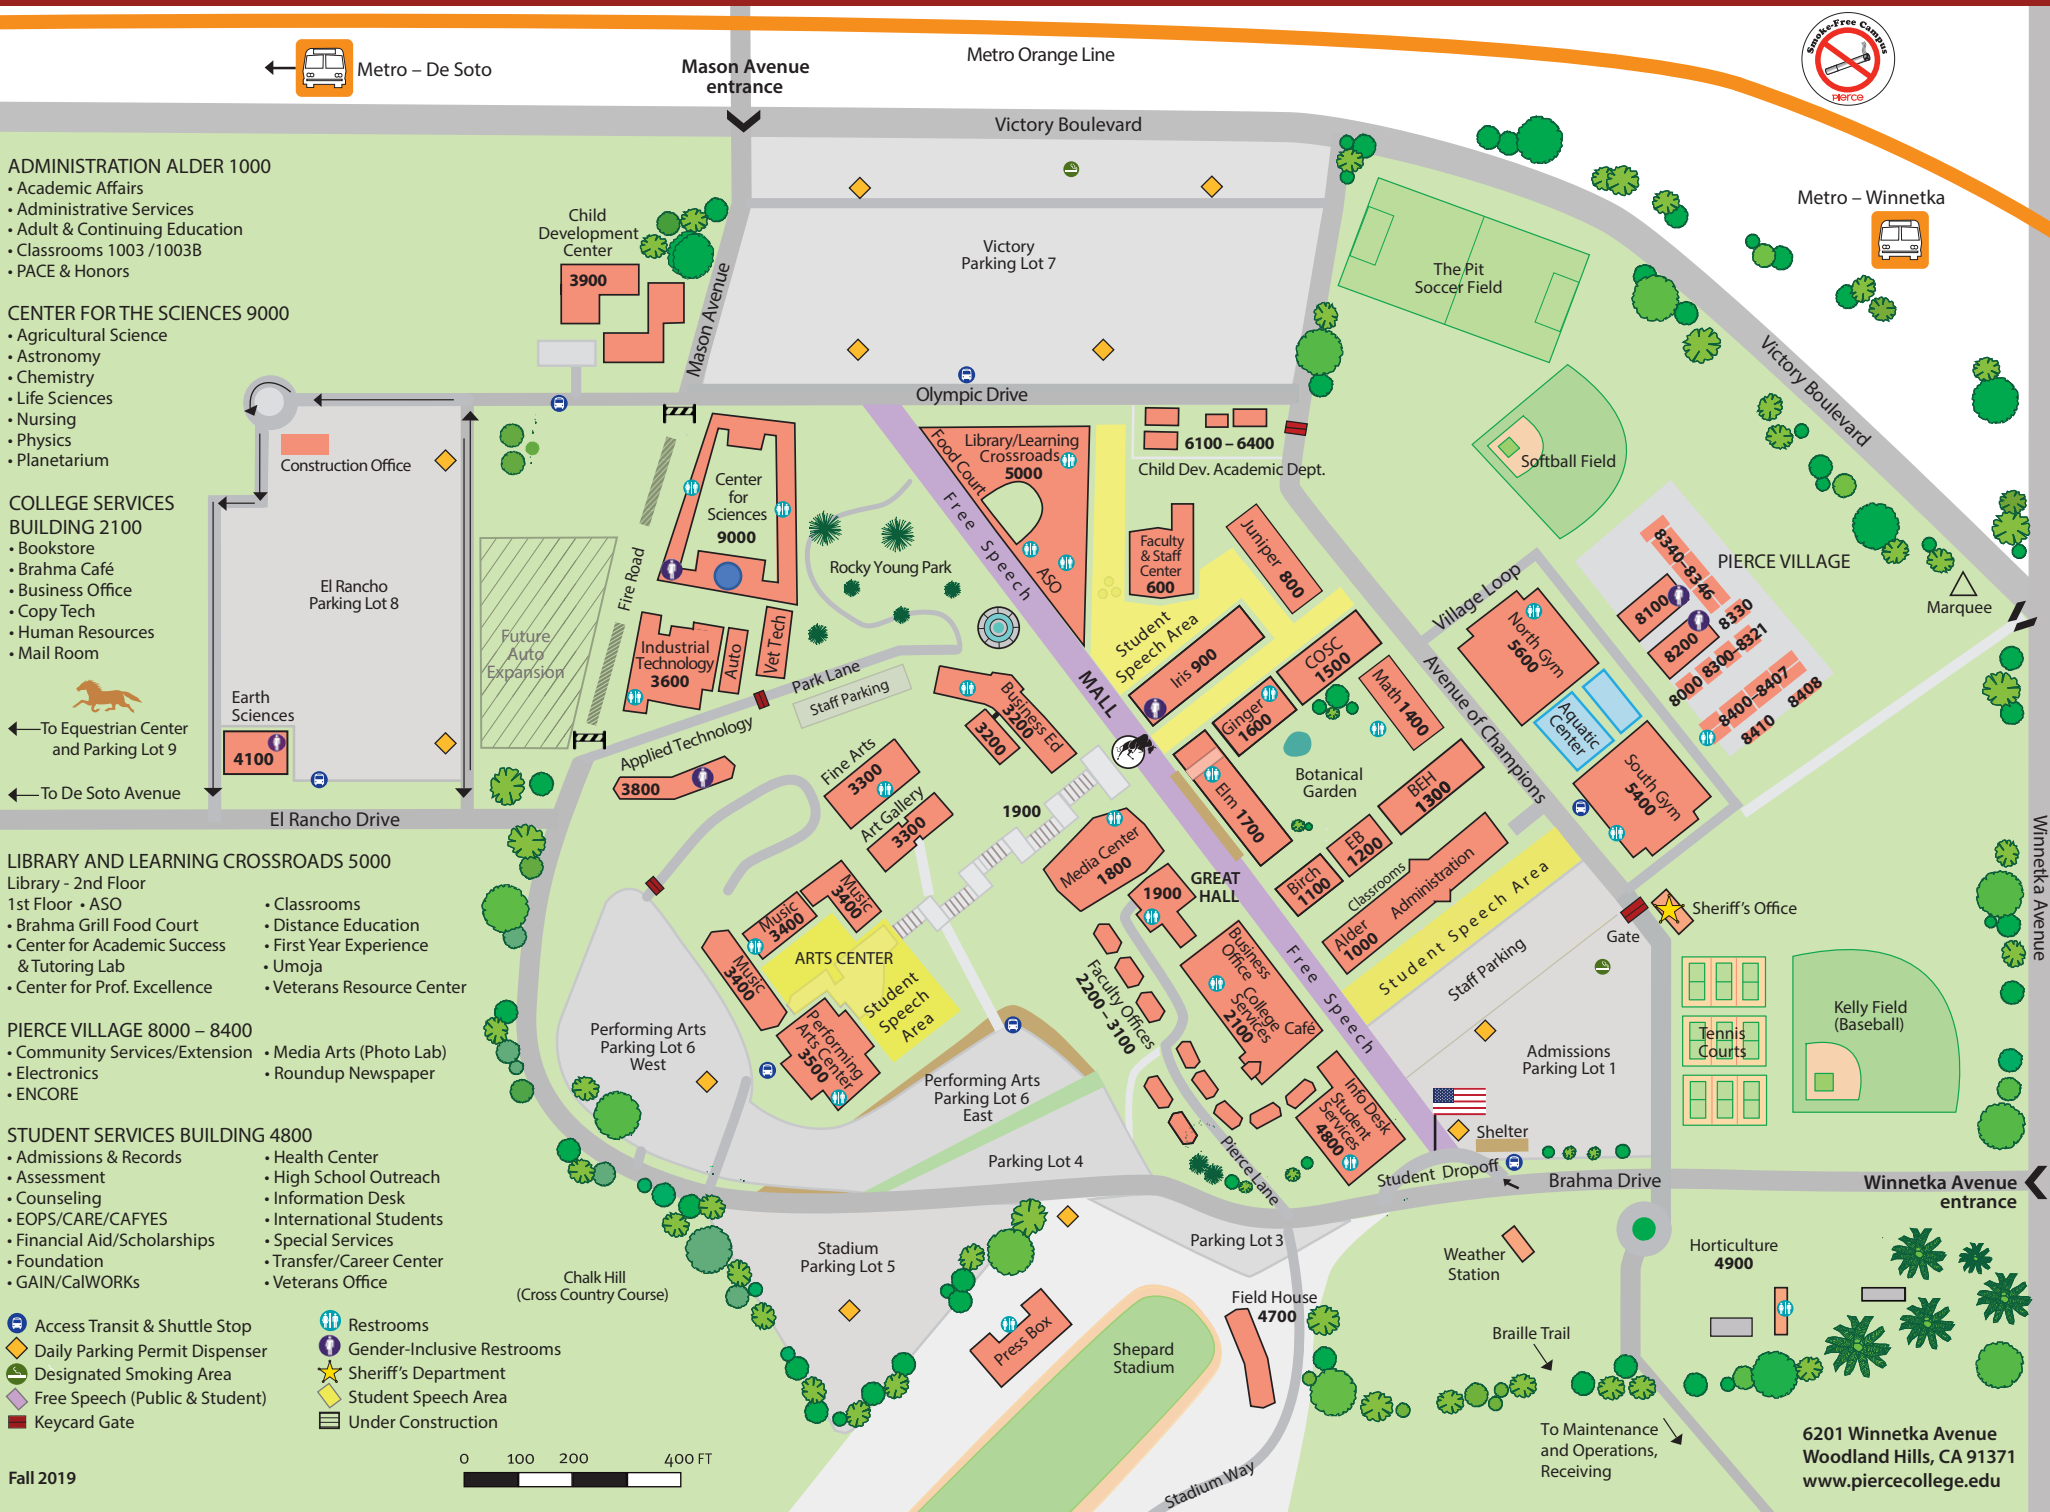 Smoke-Free Campus
Pierce
Metro – De Soto
Mason Avenue
entrance
Metro Orange Line
Victory Boulevard
Metro – Winnetka
ADMINISTRATION ALDER 1000
• Academic Affairs
• Administrative Services
• Adult & Continuing Education
• Classrooms 1003 /1003B
• PACE & Honors
CENTER FOR THE SCIENCES 9000
• Agricultural Science
• Astronomy
• Chemistry
• Life Sciences
• Nursing
• Physics
• Planetarium
COLLEGE SERVICES
BUILDING 2100
• Bookstore
• Brahma Café
• Business Office
• Copy Tech
• Human Resources
• Mail Room
To Equestrian Center
and Parking Lot 9
To De Soto Avenue
El Rancho Drive
Child
Development
Center
3900
Mason Avenue
Victory
Parking Lot 7
Olympic Drive
The Pit
Soccer Field
Victory Boulevard
Softball Field
Construction Office
El Rancho
Parking Lot 8
Earth
Sciences
4100
Future
Auto
Expansion
Fire Road
Center
for
Sciences
9000
Industrial
Technology
3600
Auto
Vet Tech
Rocky Young Park
Park Lane
Staff Parking
Applied Technology
3800
Food Court
Library/Learning
Crossroads
5000
ASO
Free Speech
MALL
6100 – 6400
Child Dev. Academic Dept.
Faculty
& Staff
Center
600
Juniper 800
Student
Speech Area
Iris 900
COSC
1500
Ginger
1600
Math 1400
Botanical
Garden
Elm 1700
BEH
1300
EB
1200
Birch
1100
Classrooms
Administration
Alder
1000
Student Speech Area
Village Loop
Avenue of Champions
North Gym
5600
Aquatic
Center
South Gym
5400
PIERCE VILLAGE
8340–8346
8100
8200
8330
8300–8321
8000
8400–8407
8408
8410
Marquee
Winnetka Avenue
Business Ed
3200
3200
Fine Arts
3300
Art Gallery
3300
1900
Media Center
1800
1900
GREAT
HALL
Music
3400
Music
3400
Music
3400
ARTS CENTER
Student
Speech
Area
Performing
Arts Center
3500
Performing Arts
Parking Lot 6
West
Performing Arts
Parking Lot 6
East
Parking Lot 4
Faculty Offices
2200 – 3100
Business
Office
College
Services
2100
Café
Free Speech
Info Desk
Student
Services
4800
Pierce Lane
Staff Parking
Gate
Sheriff's Office
Admissions
Parking Lot 1
Shelter
Student Dropoff
Brahma Drive
Tennis
Courts
Kelly Field
(Baseball)
Winnetka Avenue
entrance
LIBRARY AND LEARNING CROSSROADS 5000
Library - 2nd Floor
1st Floor • ASO
• Brahma Grill Food Court
• Center for Academic Success
& Tutoring Lab
• Center for Prof. Excellence
• Classrooms
• Distance Education
• First Year Experience
• Umoja
• Veterans Resource Center
PIERCE VILLAGE 8000 – 8400
• Community Services/Extension
• Electronics
• ENCORE
• Media Arts (Photo Lab)
• Roundup Newspaper
STUDENT SERVICES BUILDING 4800
• Admissions & Records
• Assessment
• Counseling
• EOPS/CARE/CAFYES
• Financial Aid/Scholarships
• Foundation
• GAIN/CalWORKs
• Health Center
• High School Outreach
• Information Desk
• International Students
• Special Services
• Transfer/Career Center
• Veterans Office
Access Transit & Shuttle Stop
Daily Parking Permit Dispenser
Designated Smoking Area
Free Speech (Public & Student)
Keycard Gate
Restrooms
Gender-Inclusive Restrooms
Sheriff's Department
Student Speech Area
Under Construction
0 100 200 400 FT
Fall 2019
Chalk Hill
(Cross Country Course)
Stadium
Parking Lot 5
Parking Lot 3
Press Box
Shepard
Stadium
Field House
4700
Stadium Way
Weather
Station
Horticulture
4900
Braille Trail
To Maintenance
and Operations,
Receiving
6201 Winnetka Avenue
Woodland Hills, CA 91371
www.piercecollege.edu